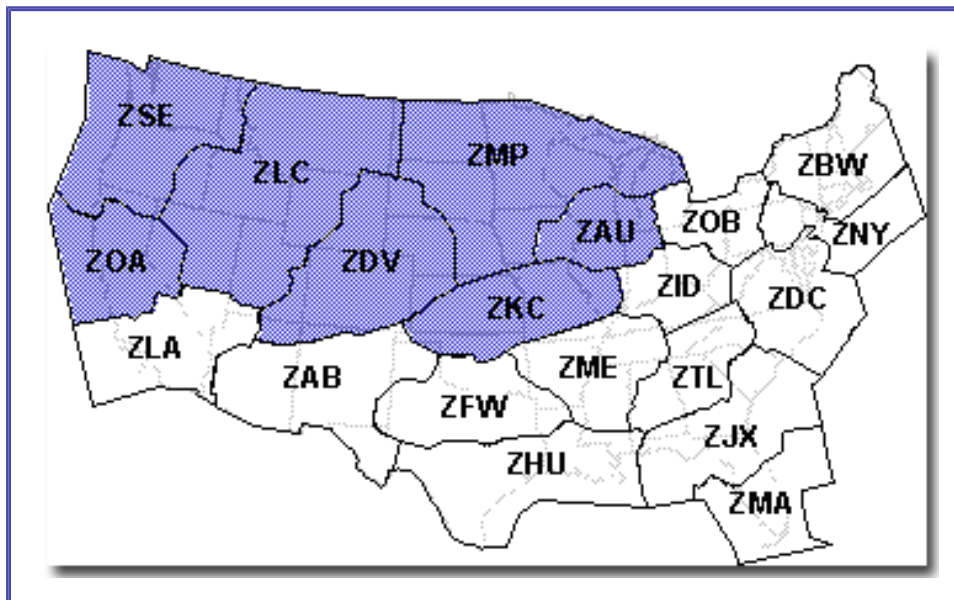 ZSE
ZLC
ZMP
ZBW
ZOA
ZDV
ZAU
ZOB
ZNY
ZLA
ZKC
ZID
ZDC
ZAB
ZFW
ZME
ZTL
ZHU
ZJX
ZMA